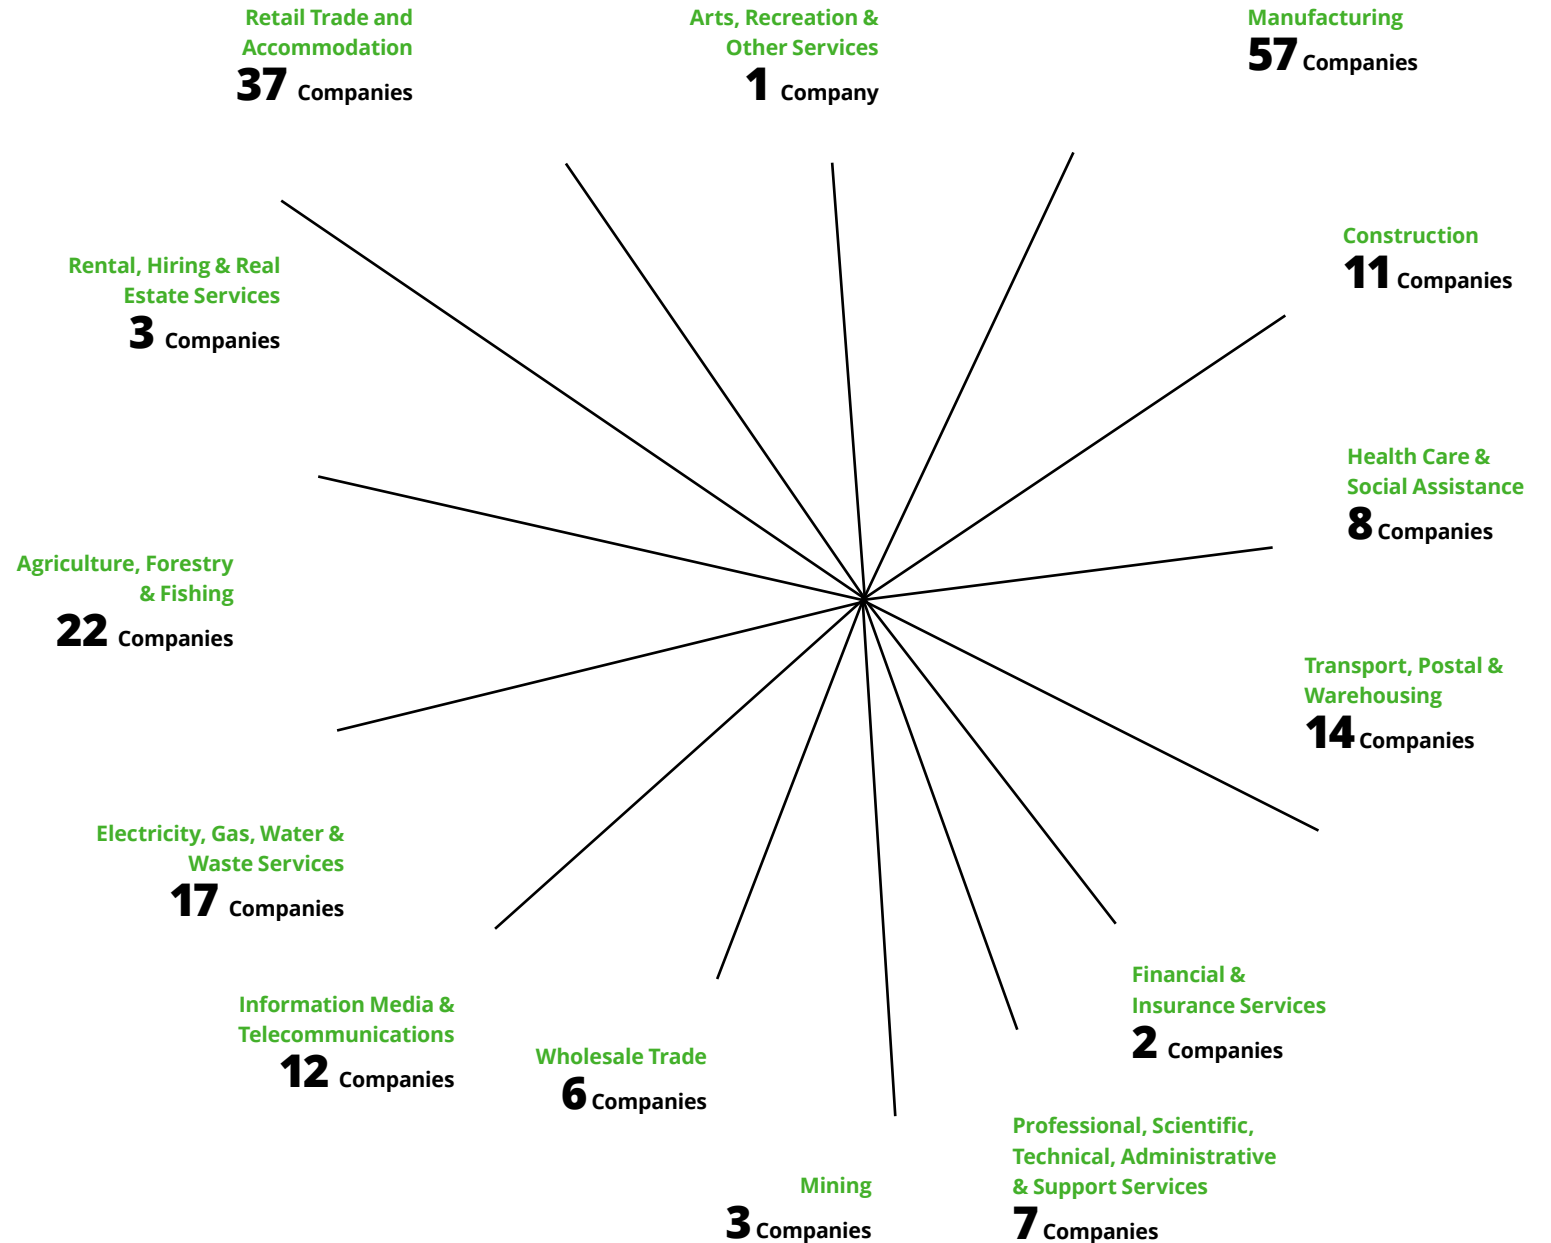 Retail Trade and
Accommodation
37 Companies
Arts, Recreation &
Other Services
1 Company
Manufacturing
57 Companies
Construction
11 Companies
Rental, Hiring & Real
Estate Services
3 Companies
Health Care &
Social Assistance
8 Companies
Agriculture, Forestry
& Fishing
22 Companies
Transport, Postal &
Warehousing
14 Companies
Electricity, Gas, Water &
Waste Services
17 Companies
Financial &
Insurance Services
2 Companies
Information Media &
Telecommunications
12 Companies
Wholesale Trade
6 Companies
Professional, Scientific,
Technical, Administrative
& Support Services
7 Companies
Mining
3 Companies